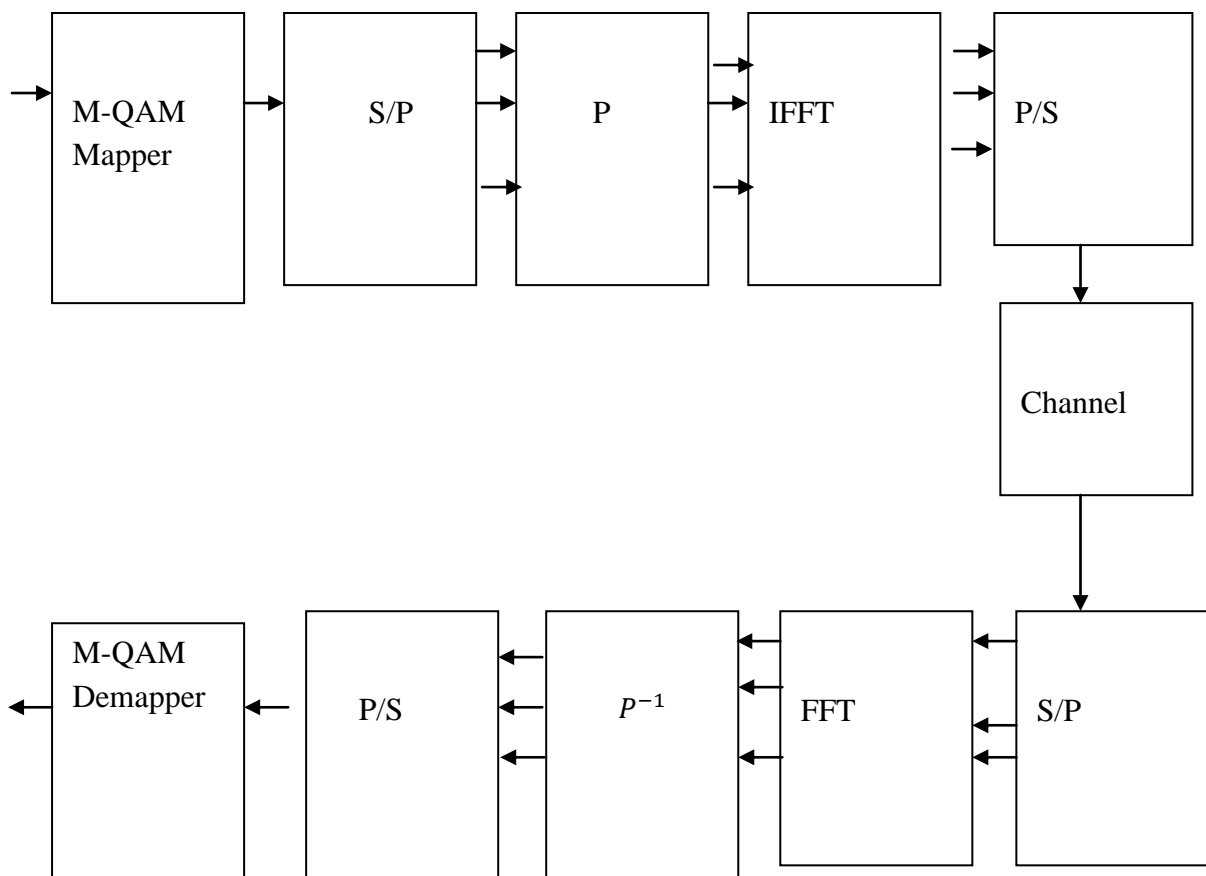 M-QAM
Mapper
S/P
P
IFFT
P/S
Channel
M-QAM
Demapper
P/S
𝑃⁻¹
FFT
S/P